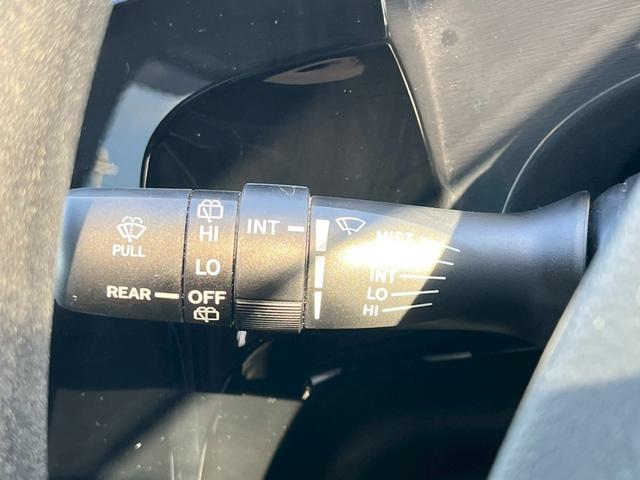 PULL
REAR
HI
LO
OFF
INT
MIST
INT
LO
HI